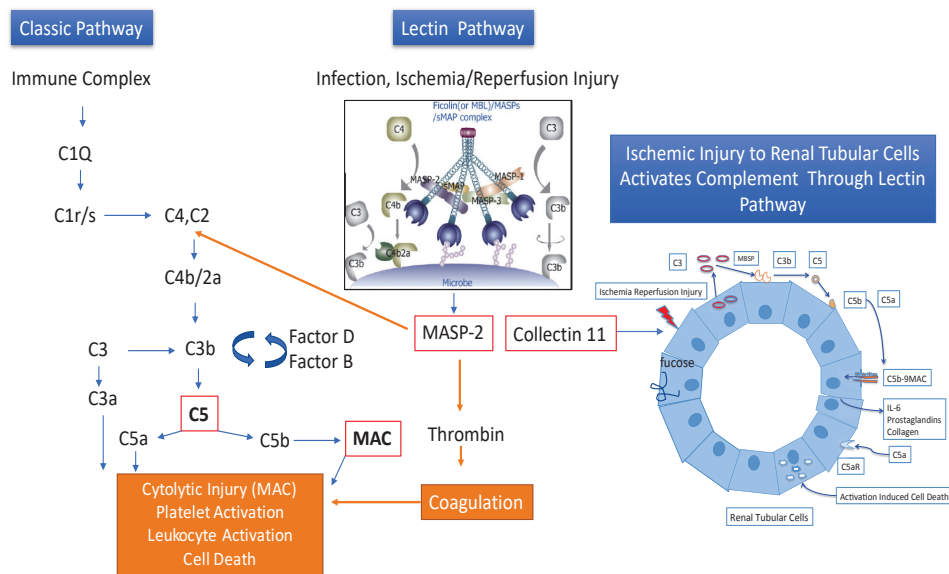 Classic Pathway
Lectin Pathway
Immune Complex
Infection, Ischemia/Reperfusion Injury
Ficolin(or MBL)/MASPs
/sMAP complex
C4
C3
MASP-2
sMAP
MASP-1
MASP-3
C3
C4b
C3b
C4b2a
C3b
C3b
Microbe
C1Q
C1r/s
C4,C2
C4b/2a
C3
C3b
Factor D
Factor B
C3a
C5
C5a
C5b
MAC
MASP-2
Collectin 11
Thrombin
Coagulation
Cytolytic Injury (MAC)
Platelet Activation
Leukocyte Activation
Cell Death
Ischemic Injury to Renal Tubular Cells
Activates Complement Through Lectin
Pathway
C3
MBSP
C3b
C5
Ischemia Reperfusion Injury
C5b
C5a
fucose
C5b-9MAC
IL-6
Prostaglandins
Collagen
C5a
C5aR
Activation Induced Cell Death
Renal Tubular Cells